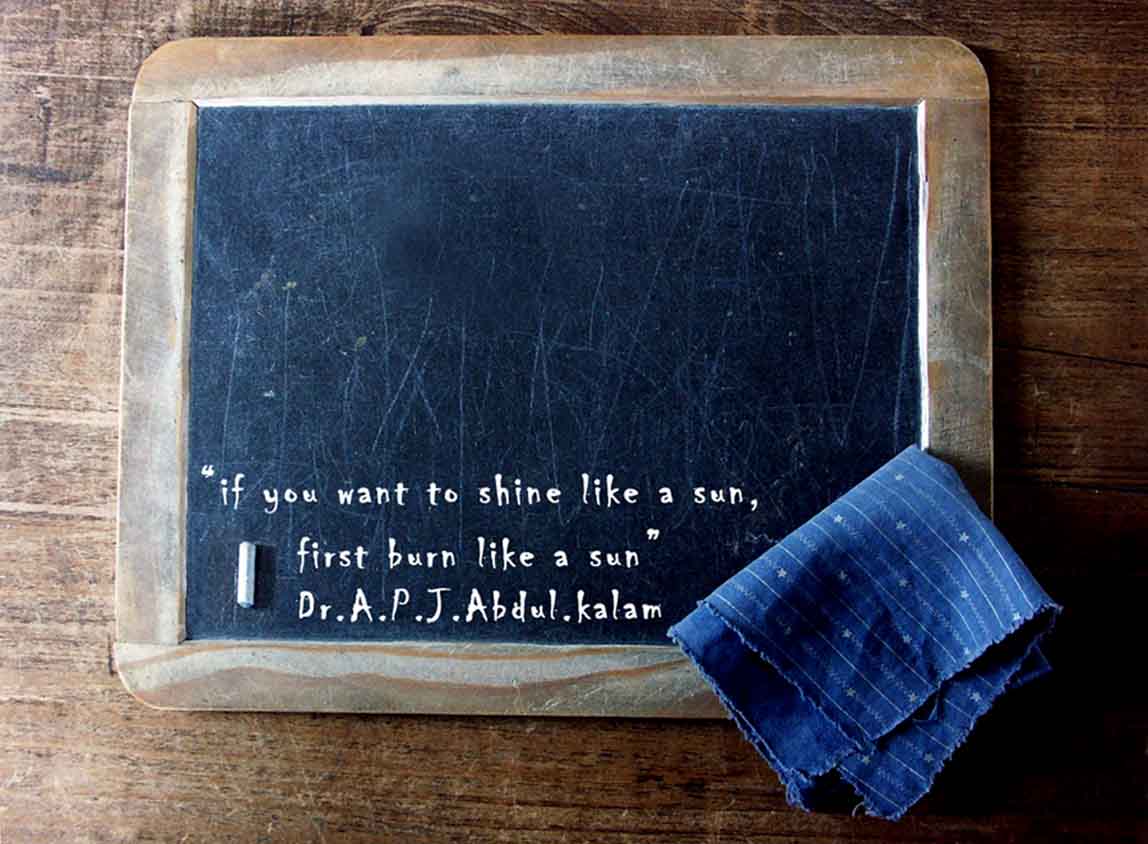 “if you want to shine like a sun,
first burn like a sun”
Dr.A.P.J.Abdul.kalam